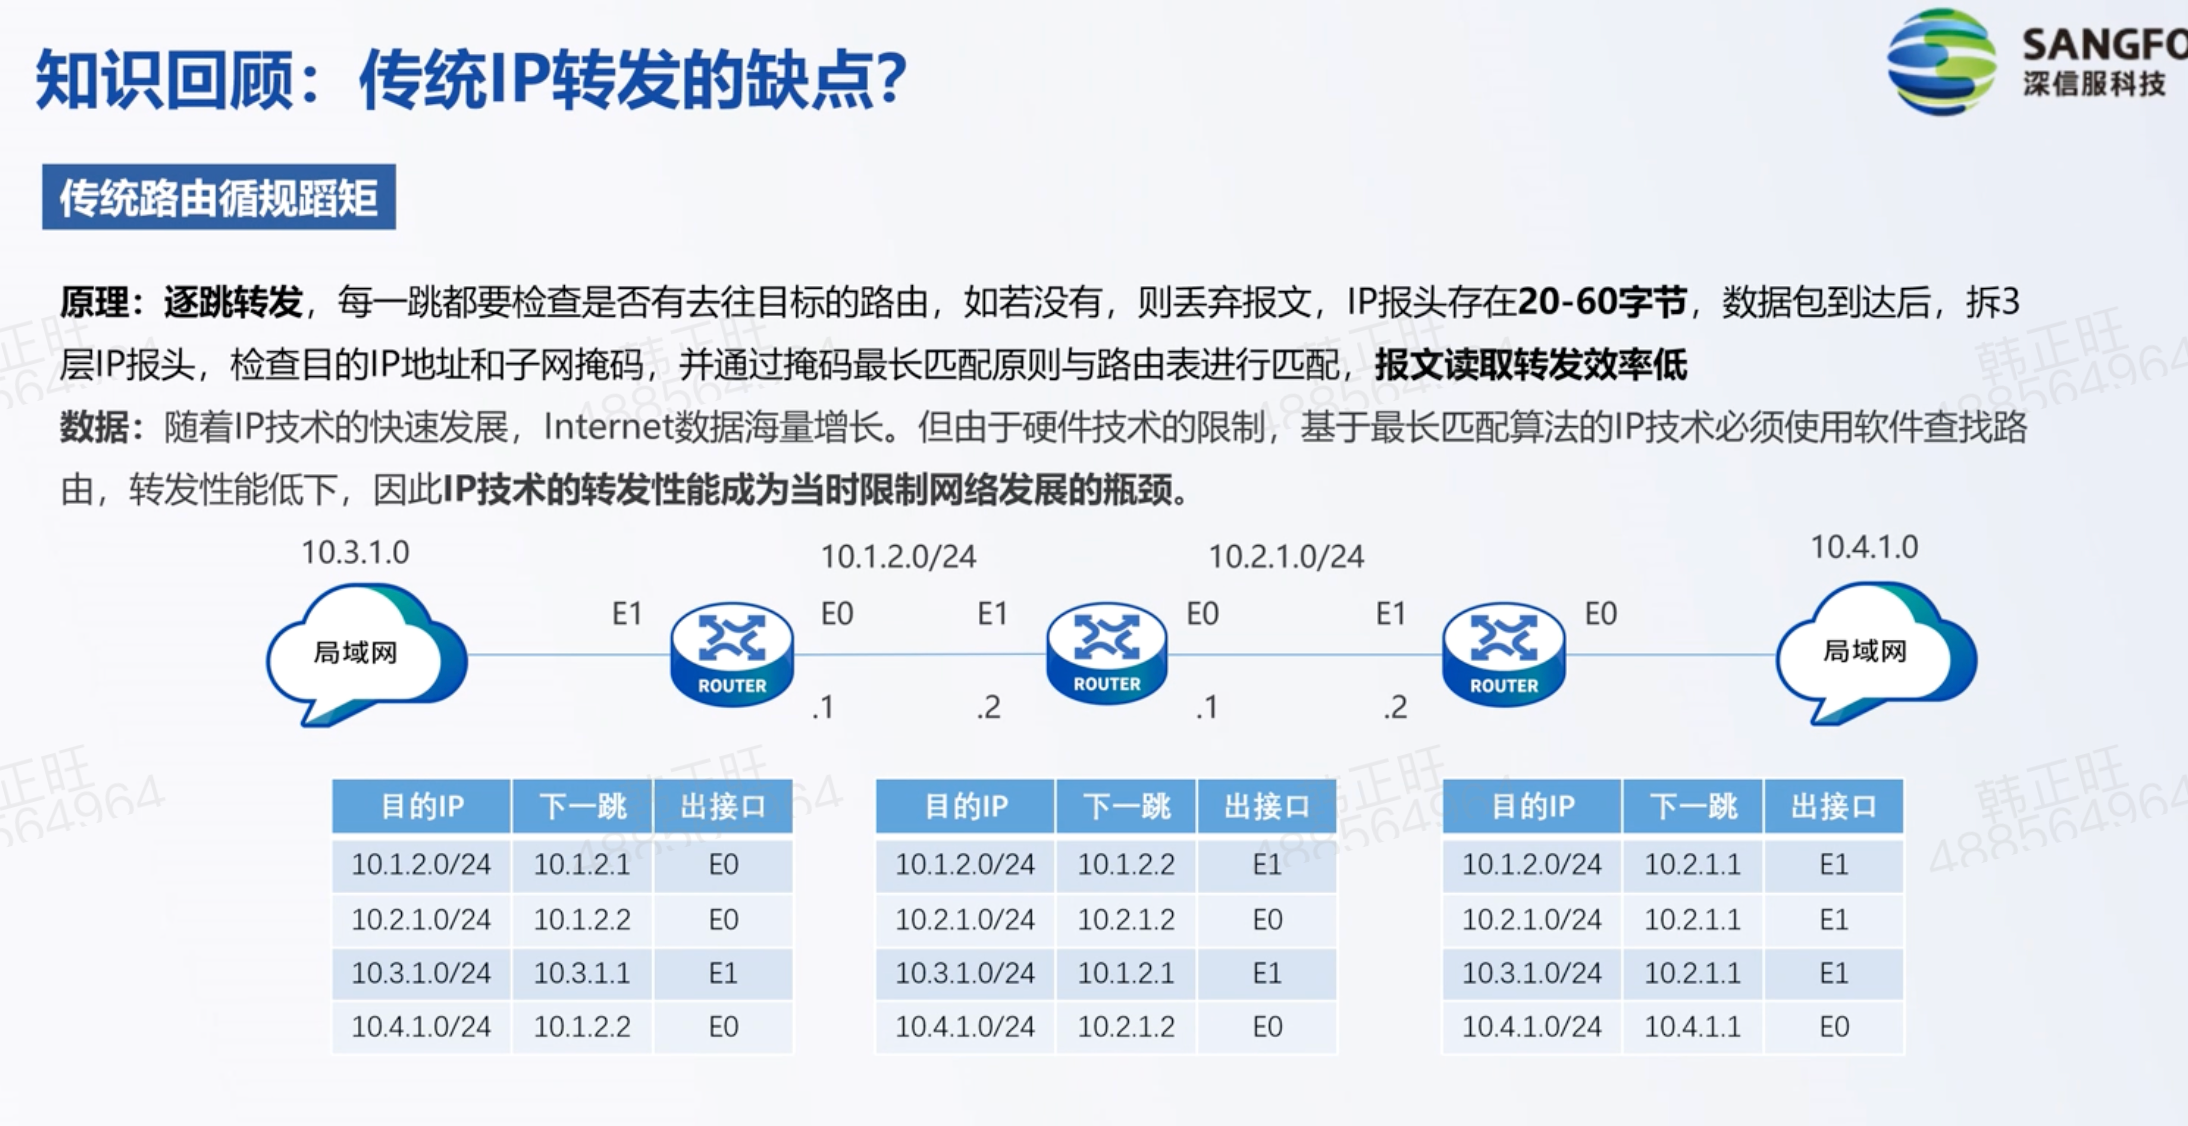 知识回顾：传统IP转发的缺点？
SANGFO
深信服科技
传统路由循规蹈矩
原理：逐跳转发，每一跳都要检查是否有去往目标的路由，如若没有，则丢弃报文，IP报头存在20-60字节，数据包到达后，拆3
层IP报头，检查目的IP地址和子网掩码，并通过掩码最长匹配原则与路由表进行匹配，报文读取转发效率低
数据：随着IP技术的快速发展，Internet数据海量增长。但由于硬件技术的限制，基于最长匹配算法的IP技术必须使用软件查找路
由，转发性能低下，因此IP技术的转发性能成为当时限制网络发展的瓶颈。
10.3.1.0 10.1.2.0/24 10.2.1.0/24 10.4.1.0
E1 E0 E1 E0 E1 E0
局域网 ROUTER ROUTER ROUTER 局域网
.1 .2 .1 .2
目的IP 下一跳 出接口
10.1.2.0/24 10.1.2.1 E0
10.2.1.0/24 10.1.2.2 E0
10.3.1.0/24 10.3.1.1 E1
10.4.1.0/24 10.1.2.2 E0
目的IP 下一跳 出接口
10.1.2.0/24 10.1.2.2 E1
10.2.1.0/24 10.2.1.2 E0
10.3.1.0/24 10.1.2.1 E1
10.4.1.0/24 10.2.1.2 E0
目的IP 下一跳 出接口
10.1.2.0/24 10.2.1.1 E1
10.2.1.0/24 10.2.1.1 E1
10.3.1.0/24 10.2.1.1 E1
10.4.1.0/24 10.4.1.1 E0
韩正旺
488564964